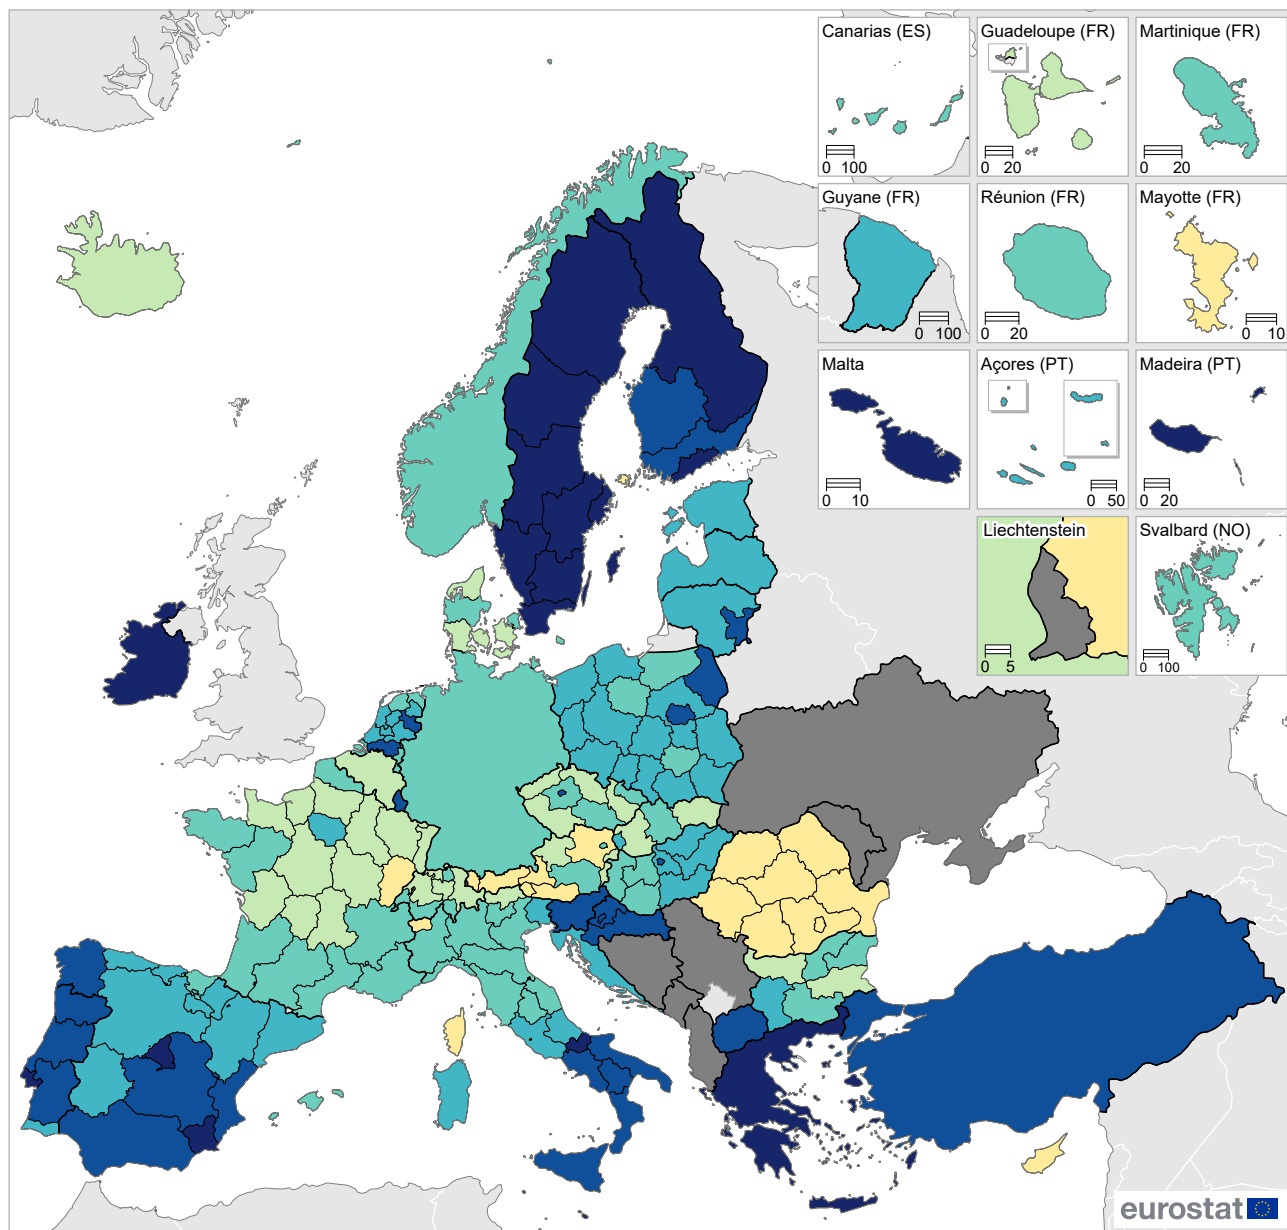 Canarias (ES)
0 100
Guadeloupe (FR)
0 20
Martinique (FR)
0 20
Guyane (FR)
0 100
Réunion (FR)
0 20
Mayotte (FR)
0 10
Malta
0 10
Açores (PT)
0 50
Madeira (PT)
0 20
Liechtenstein
0 5
Svalbard (NO)
0 100
eurostat